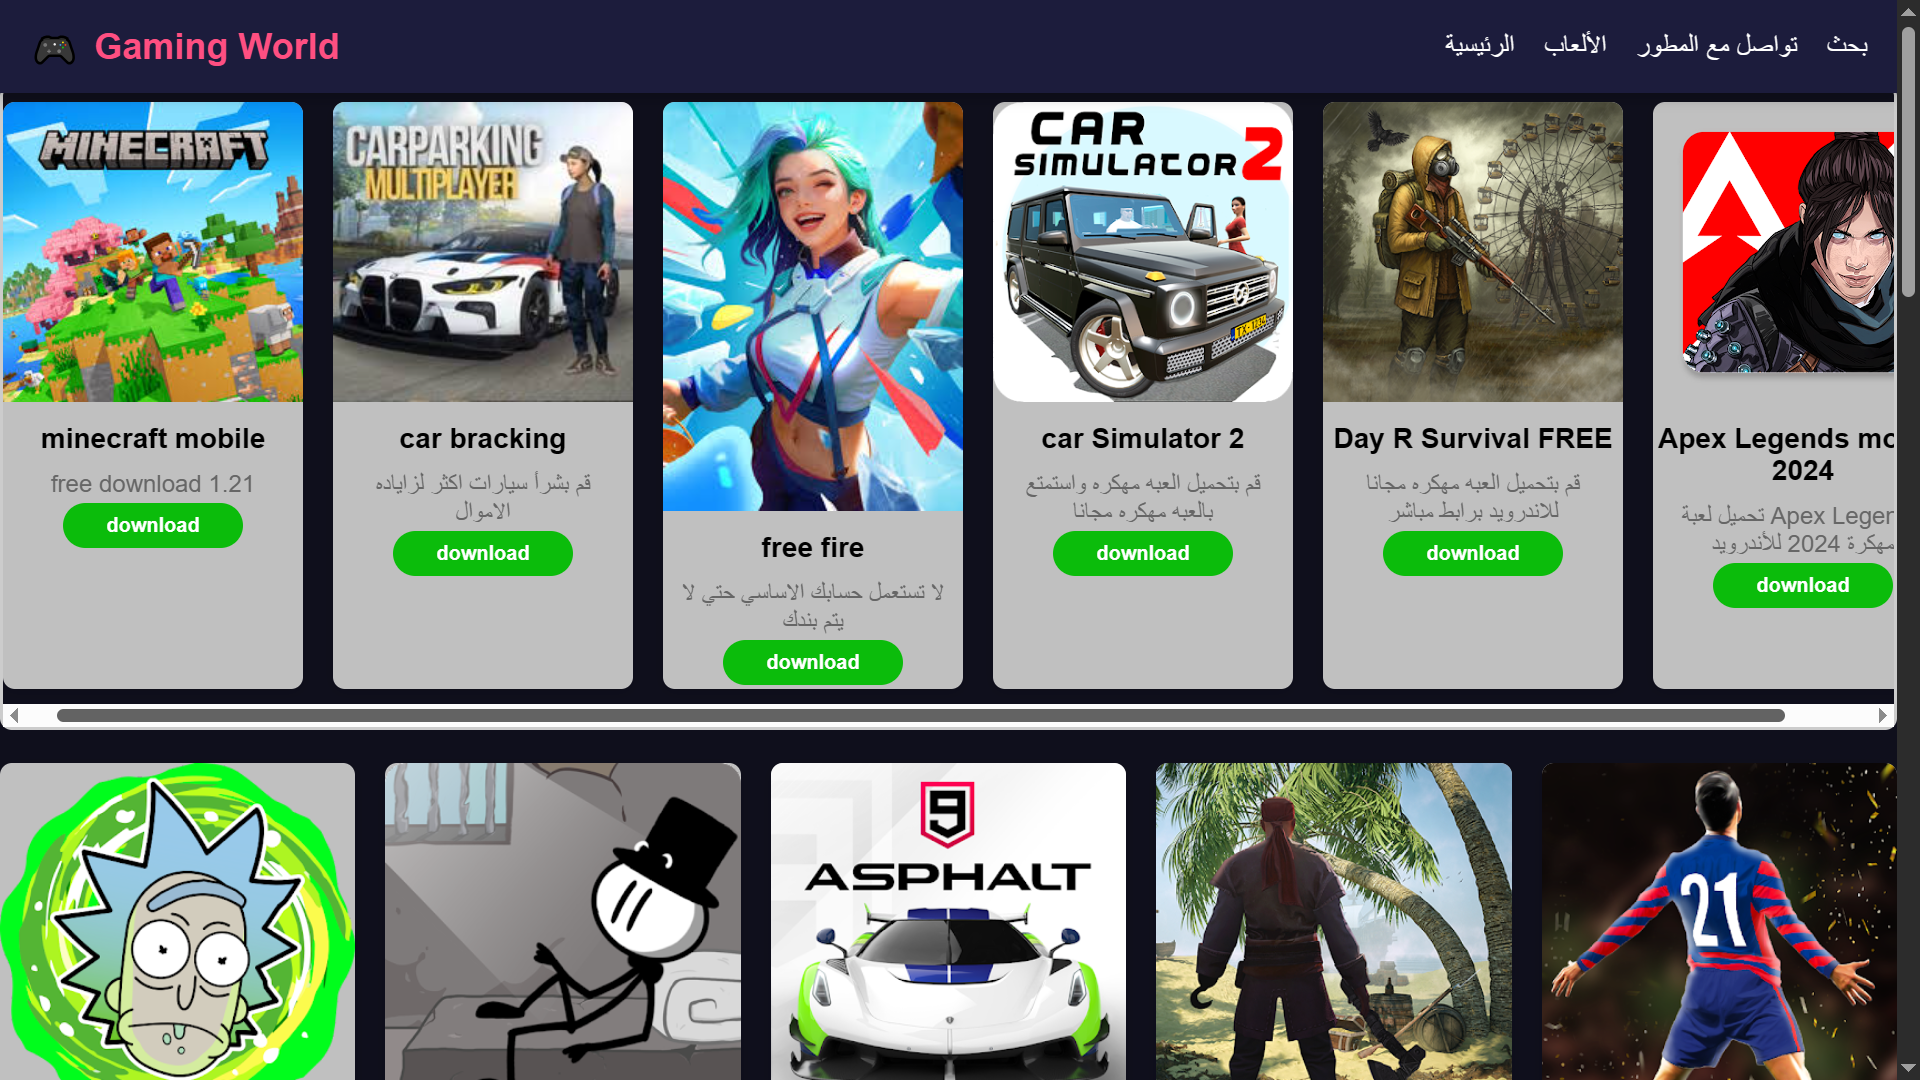 Gaming World
الرئيسية
الألعاب
تواصل مع المطور
بحث
MINECRAFT
minecraft mobile
free download 1.21
download
CARPARKING
MULTIPLAYER
car bracking
قم بشرأ سيارات اكثر لزاياده
الاموال
download
free fire
لا تستعمل حسابك الاساسي حتي لا
يتم بندك
download
CAR
SIMULATOR 2
car Simulator 2
قم بتحميل العبه مهكره واستمتع
بالعبه مهكره مجانا
download
Day R Survival FREE
قم بتحميل العبه مهكره مجانا
للاندرويد برابط مباشر
download
Apex Legends
2024
تحميل لعبة Apex
مهكرة 2024 للأندرويد
download
9
ASPHALT
21